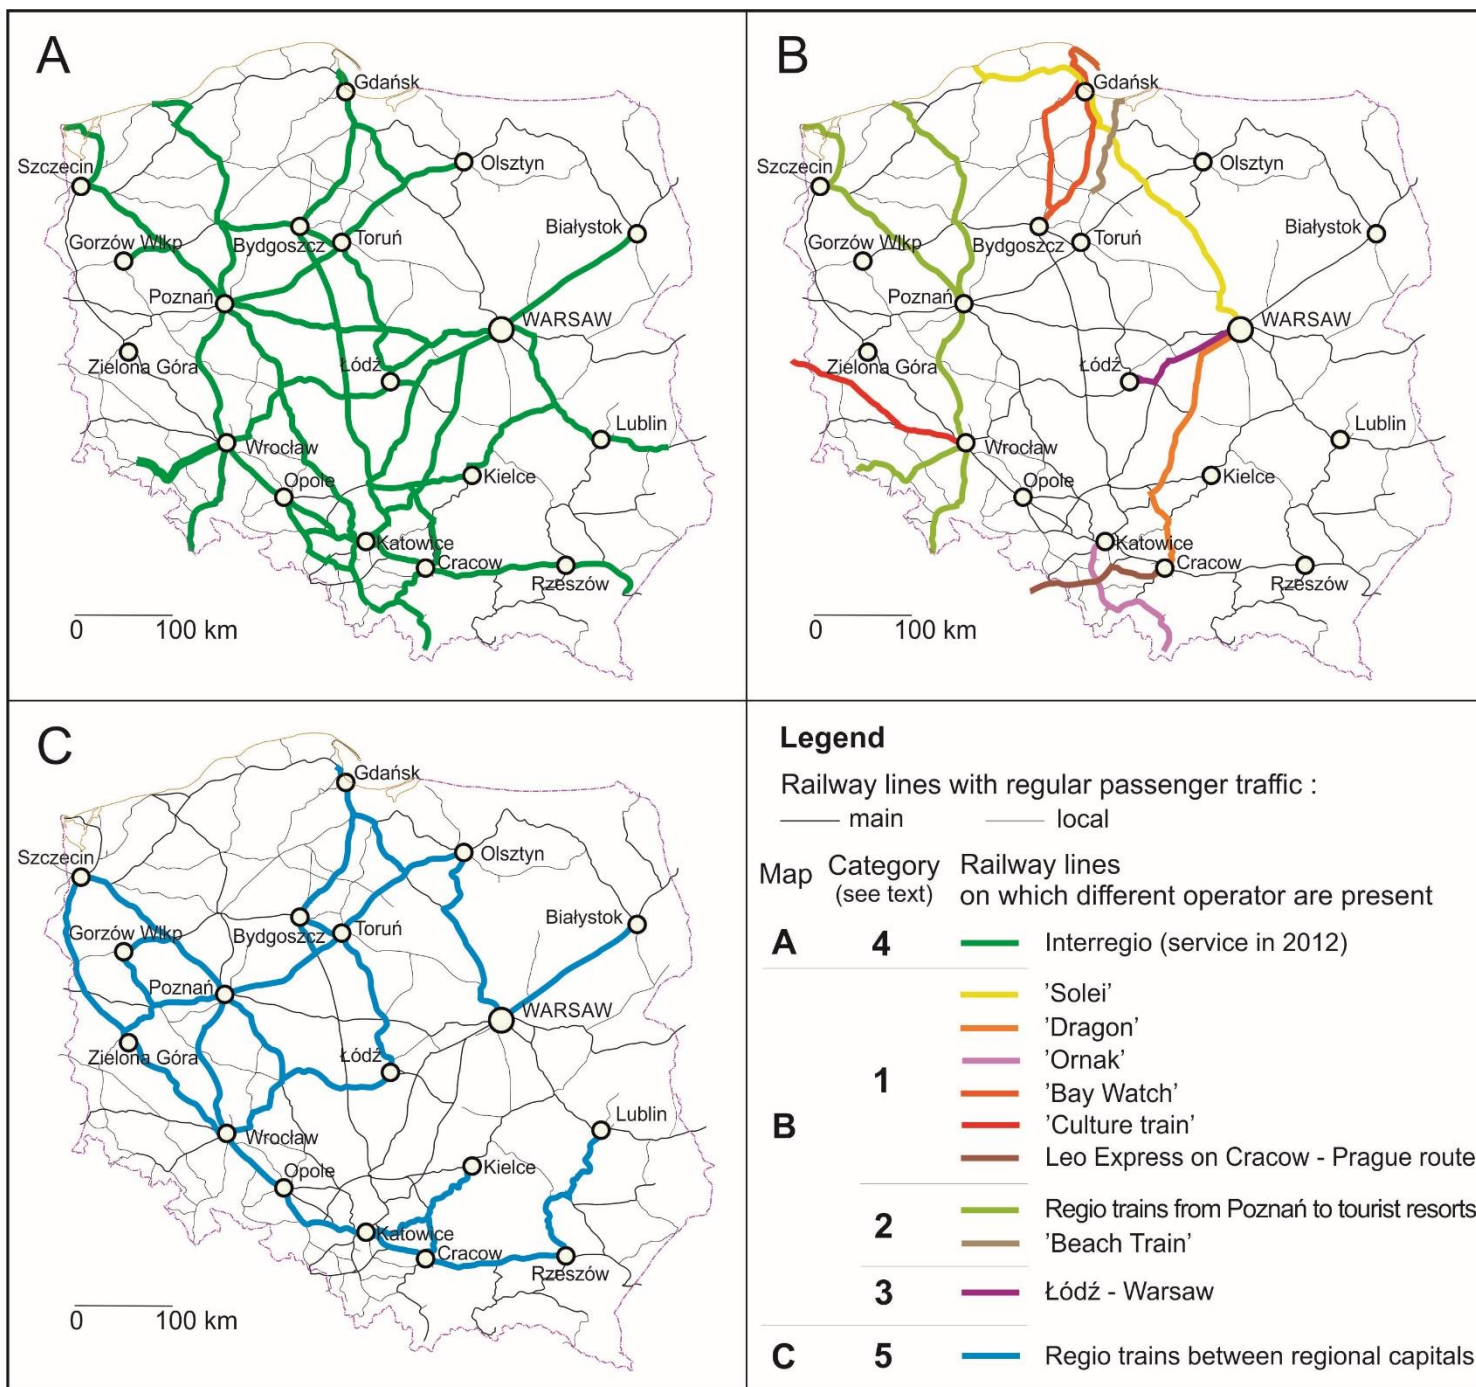 A
Gdańsk
Szczecin
Olsztyn
Białystok
Gorzów Wlkp
Bydgoszcz
Toruń
Poznań
WARSAW
Zielona Góra
Łódź
Lublin
Wrocław
Opole
Kielce
Katowice
Cracow
Rzeszów
0 100 km
B
Gdańsk
Szczecin
Olsztyn
Białystok
Gorzów Wlkp
Bydgoszcz
Toruń
Poznań
WARSAW
Zielona Góra
Łódź
Lublin
Wrocław
Opole
Kielce
Katowice
Cracow
Rzeszów
0 100 km
C
Gdańsk
Szczecin
Olsztyn
Białystok
Gorzów Wlkp
Bydgoszcz
Toruń
Poznań
WARSAW
Zielona Góra
Łódź
Lublin
Wrocław
Opole
Kielce
Katowice
Cracow
Rzeszów
0 100 km
Legend
Railway lines with regular passenger traffic :
main local
Map Category Railway lines
(see text) on which different operator are present
A 4 Interregio (service in 2012)
'Solei'
'Dragon'
'Ornak'
1
'Bay Watch'
'Culture train'
B
Leo Express on Cracow - Prague route
2 Regio trains from Poznań to tourist resorts
'Beach Train'
3 Łódź - Warsaw
C 5 Regio trains between regional capitals